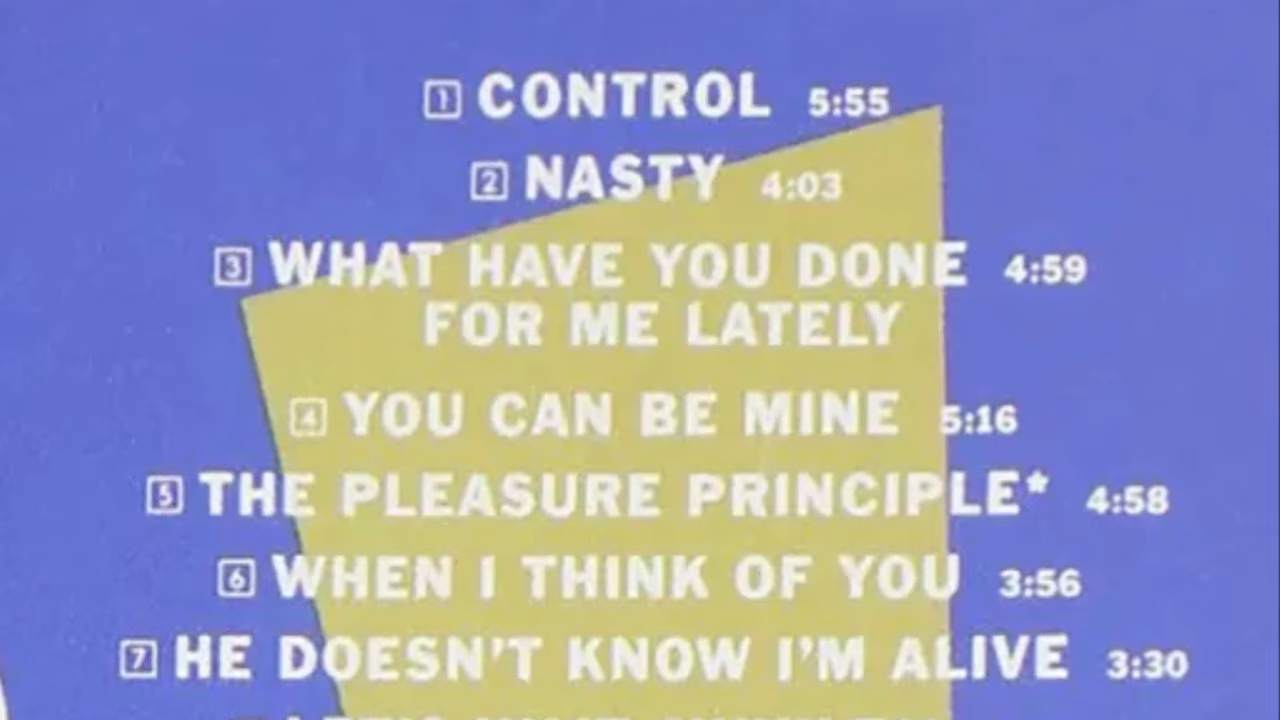 1 CONTROL 5:55
2 NASTY 4:03
3 WHAT HAVE YOU DONE 4:59
FOR ME LATELY
4 YOU CAN BE MINE 5:16
5 THE PLEASURE PRINCIPLE* 4:58
6 WHEN I THINK OF YOU 3:56
7 HE DOESN'T KNOW I'M ALIVE 3:30